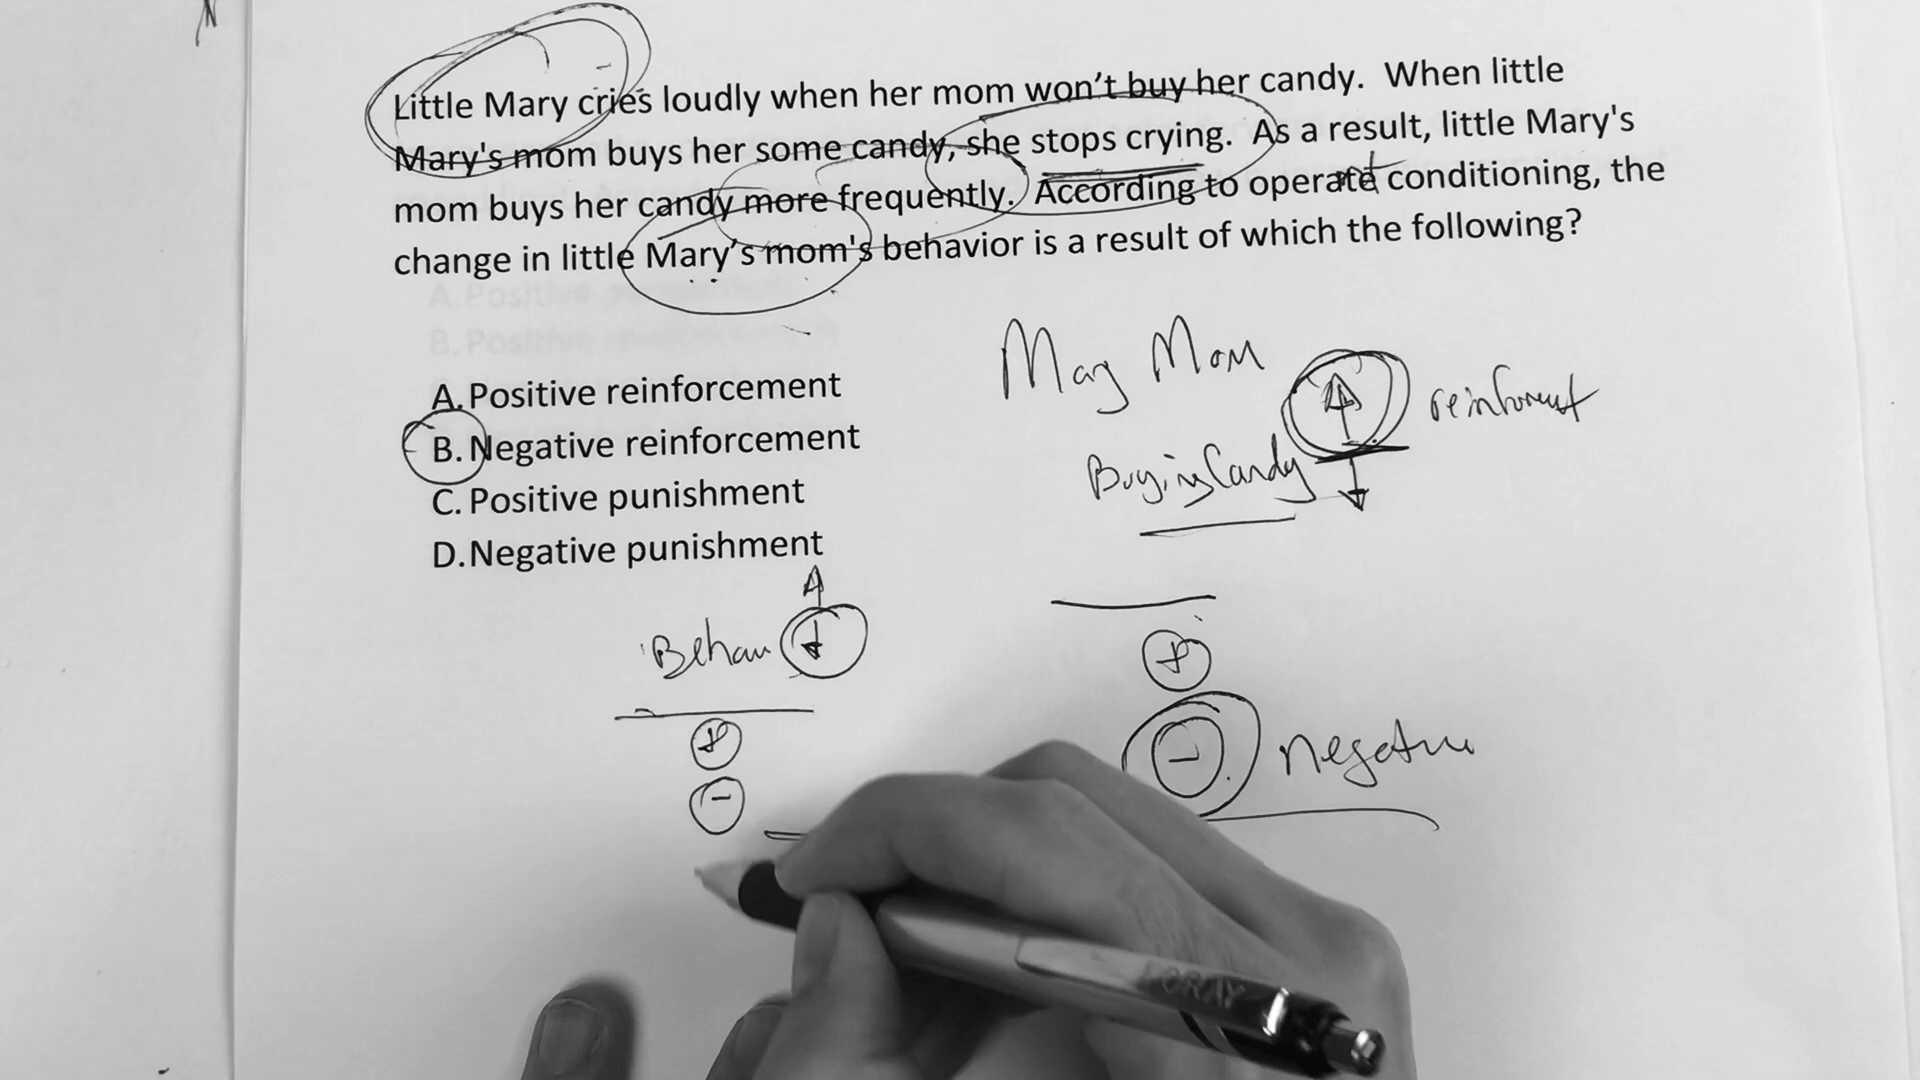 Little Mary cries loudly when her mom won't buy her candy. When little
Mary's mom buys her some candy, she stops crying. As a result, little Mary's
mom buys her candy more frequently. According to operant conditioning, the
change in little Mary's mom's behavior is a result of which the following?
A. Positive
B. Positive
A. Positive reinforcement
B. Negative reinforcement
C. Positive punishment
D. Negative punishment
Mary Mom
reinforcement
Buying Candy
Behav
+
-
+
-
negative